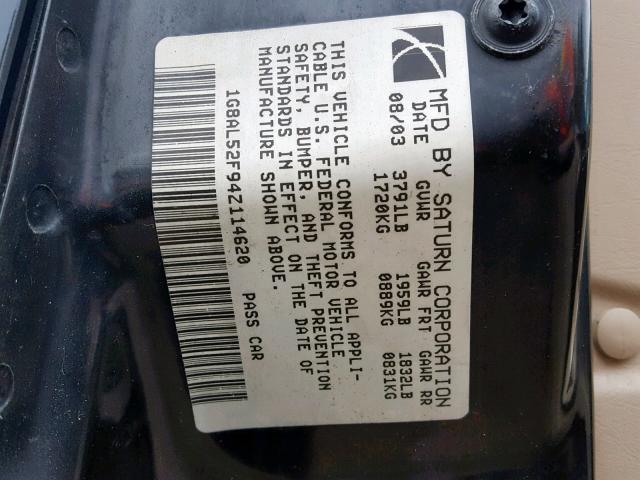 MFD BY SATURN CORPORATION
DATE GVWR GAWR FRT GAWR RR
08/03 3791LB 1959LB 1832LB
1720KG 0889KG 0831KG
THIS VEHICLE CONFORMS TO ALL APPLI-
CABLE U.S. FEDERAL MOTOR VEHICLE
SAFETY, BUMPER, AND THEFT PREVENTION
STANDARDS IN EFFECT ON THE DATE OF
MANUFACTURE SHOWN ABOVE.
1G8AL52F94Z114620 PASS CAR